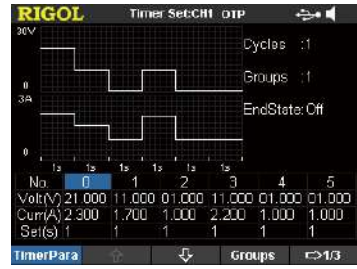 RIGOL Timer Set:CH1 OTP
30V
Cycles :1
Groups :1
0
3A
EndState: Off
0
1s 1s 1s 1s 1s
No. 0 1 2 3 4 5
Volt(V) 21.000 11.000 01.000 11.000 01.000 01.000
Curr(A) 2.300 1.700 1.000 2.200 1.000 1.000
Set(s) 1 1 1 1 1 1
TimerPara Groups 1/3